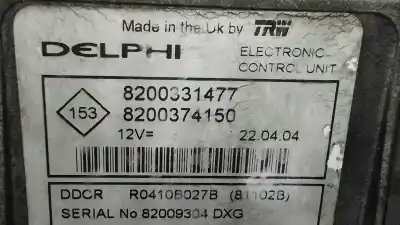 Made in the Uk by TRW
DELPHI
ELECTRONIC
CONTROL UNIT
153
8200331477
8200374150
12V=
22.04.04
DDCR R0410B027B (81102B)
SERIAL No 82009304 DXG